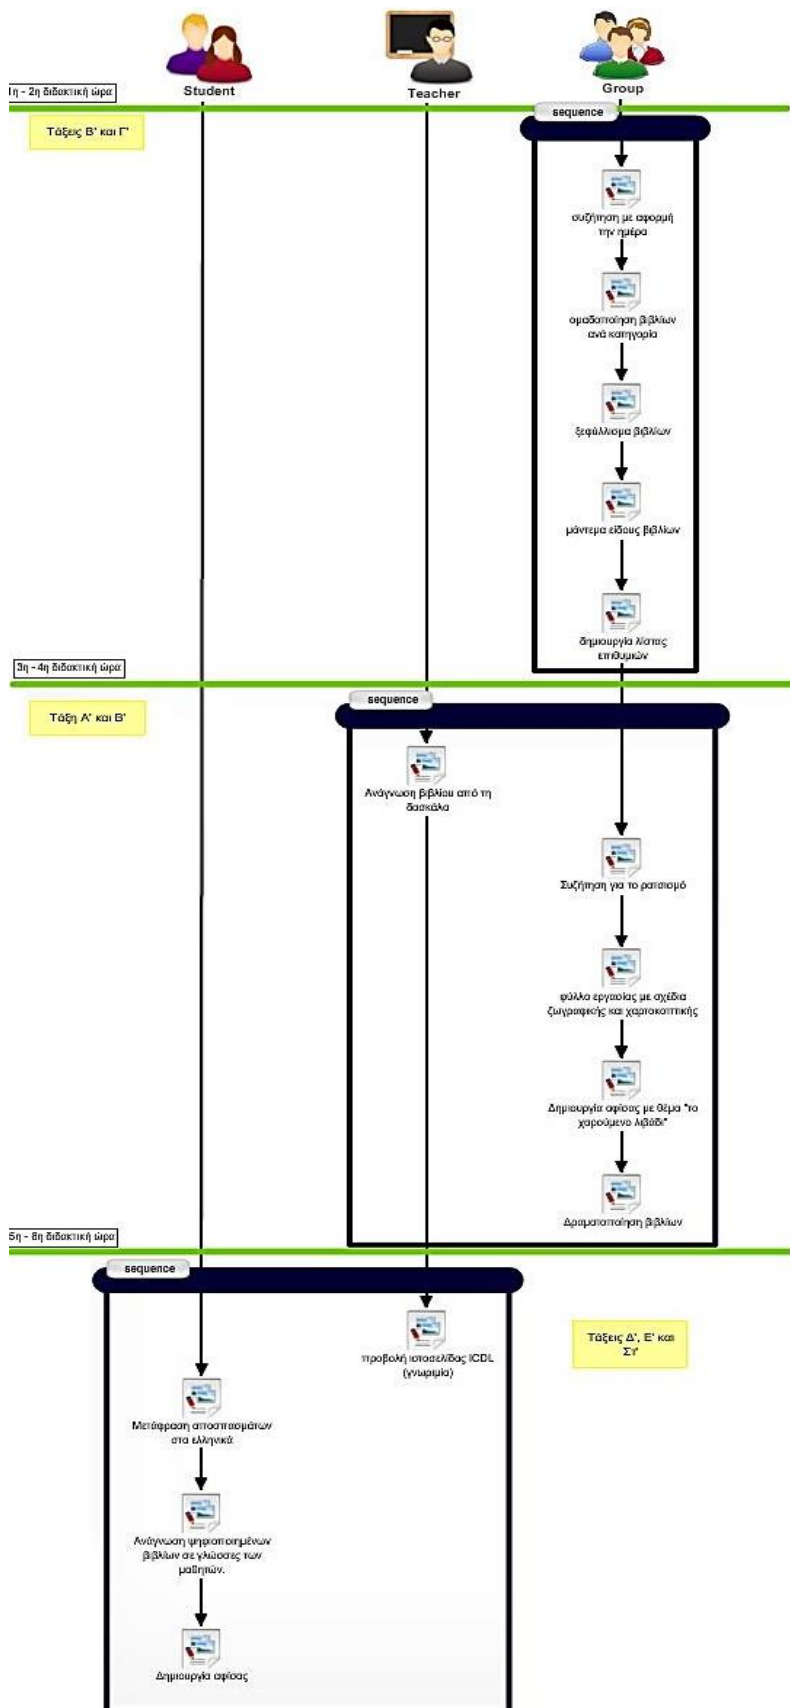 Student
Teacher
Group
1η - 2η διδακτική ώρα
sequence
Τάξεις Β' και Γ'
συζήτηση με αφορμή
την ημέρα
ομαδοποίηση βιβλίων
ανά κατηγορία
ξεφύλλισμα βιβλίων
μάντεμα είδους βιβλίων
δημιουργία λίστας
επιθυμιών
3η - 4η διδακτική ώρα
sequence
Τάξη Α' και Β'
Ανάγνωση βιβλίου από τη
δασκάλα
Συζήτηση για το ρατσισμό
φύλλο εργασίας με σχέδια
ζωγραφικής και χαρτοκοπτικής
Δημιουργία αφίσας με θέμα "το
χαρούμενο λιβάδι"
Δραματοποίηση βιβλίων
5η - 6η διδακτική ώρα
sequence
Τάξεις Δ', Ε' και
Στ'
προβολή ιστοσελίδας ICDL
(γνωριμία)
Μετάφραση αποσπασμάτων
στα ελληνικά
Ανάγνωση ψηφιοποιημένων
βιβλίων σε γλώσσες των
μαθητών.
Δημιουργία αφίσας